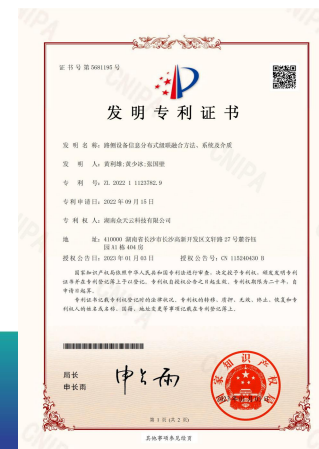 证书号第5681195号
发明专利证书
发明名称:路侧设备信息分布式级联融合方法、系统及介质
发明人:黄利雄;黄少冰;张国壁
专利号:ZL 2022 1 1123782.9
专利申请日:2022年09月15日
专利权人:湖南众天云科技有限公司
地址:410000 湖南省长沙市长沙高新开发区文轩路27号麓谷钰
园A1栋404房
授权公告日:2023年01月03日 授权公告号:CN 115240430 B
国家知识产权局依照中华人民共和国专利法进行审查,决定授予专利权,颁发发明专利
证书并在专利登记簿上予以登记。专利权自授权公告之日起生效。专利权期限为二十年,自
申请日起算。
专利证书记载专利权登记时的法律状况。专利权的转移、质押、无效、终止、恢复和专
利权人的姓名或名称、国籍、地址变更等事项记载在专利登记簿上。
局长
申长雨
申长雨
国家知识产权局
第 1 页 (共 2 页)
其他事项参见续页
CNIPA